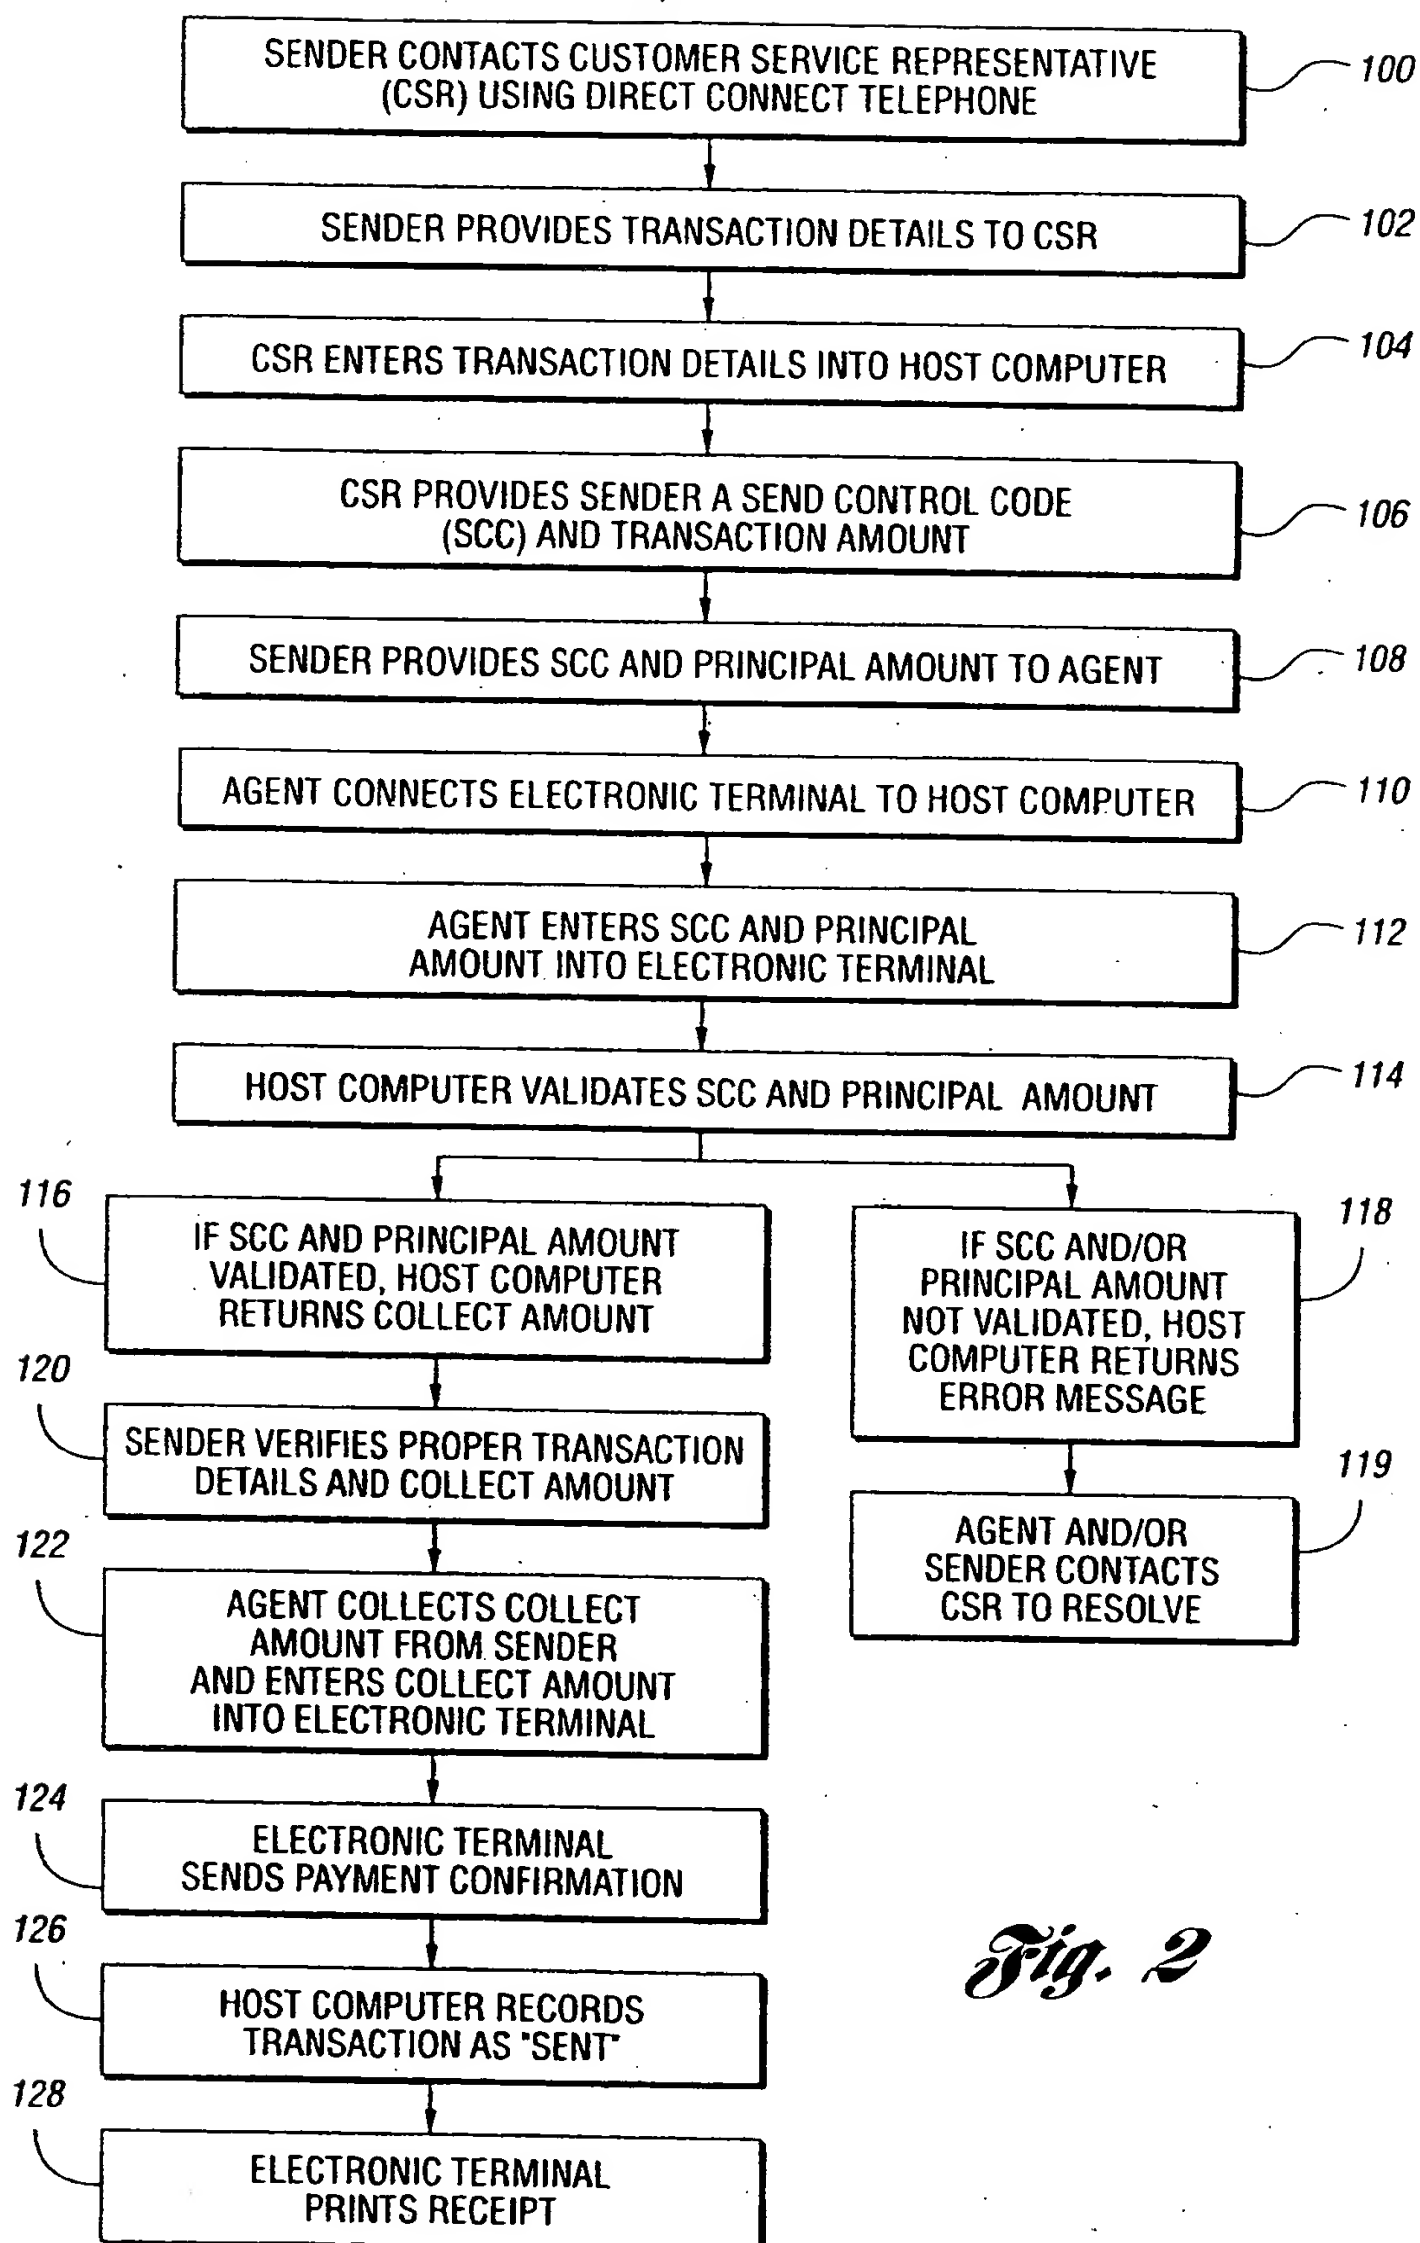 SENDER CONTACTS CUSTOMER SERVICE REPRESENTATIVE
(CSR) USING DIRECT CONNECT TELEPHONE
100
SENDER PROVIDES TRANSACTION DETAILS TO CSR
102
CSR ENTERS TRANSACTION DETAILS INTO HOST COMPUTER
104
CSR PROVIDES SENDER A SEND CONTROL CODE
(SCC) AND TRANSACTION AMOUNT
106
SENDER PROVIDES SCC AND PRINCIPAL AMOUNT TO AGENT
108
AGENT CONNECTS ELECTRONIC TERMINAL TO HOST COMPUTER
110
AGENT ENTERS SCC AND PRINCIPAL
AMOUNT INTO ELECTRONIC TERMINAL
112
HOST COMPUTER VALIDATES SCC AND PRINCIPAL AMOUNT
114
116
IF SCC AND PRINCIPAL AMOUNT
VALIDATED, HOST COMPUTER
RETURNS COLLECT AMOUNT
118
IF SCC AND/OR
PRINCIPAL AMOUNT
NOT VALIDATED, HOST
COMPUTER RETURNS
ERROR MESSAGE
120
SENDER VERIFIES PROPER TRANSACTION
DETAILS AND COLLECT AMOUNT
119
AGENT AND/OR
SENDER CONTACTS
CSR TO RESOLVE
122
AGENT COLLECTS COLLECT
AMOUNT FROM SENDER
AND ENTERS COLLECT AMOUNT
INTO ELECTRONIC TERMINAL
124
ELECTRONIC TERMINAL
SENDS PAYMENT CONFIRMATION
126
HOST COMPUTER RECORDS
TRANSACTION AS "SENT"
128
ELECTRONIC TERMINAL
PRINTS RECEIPT
Fig. 2